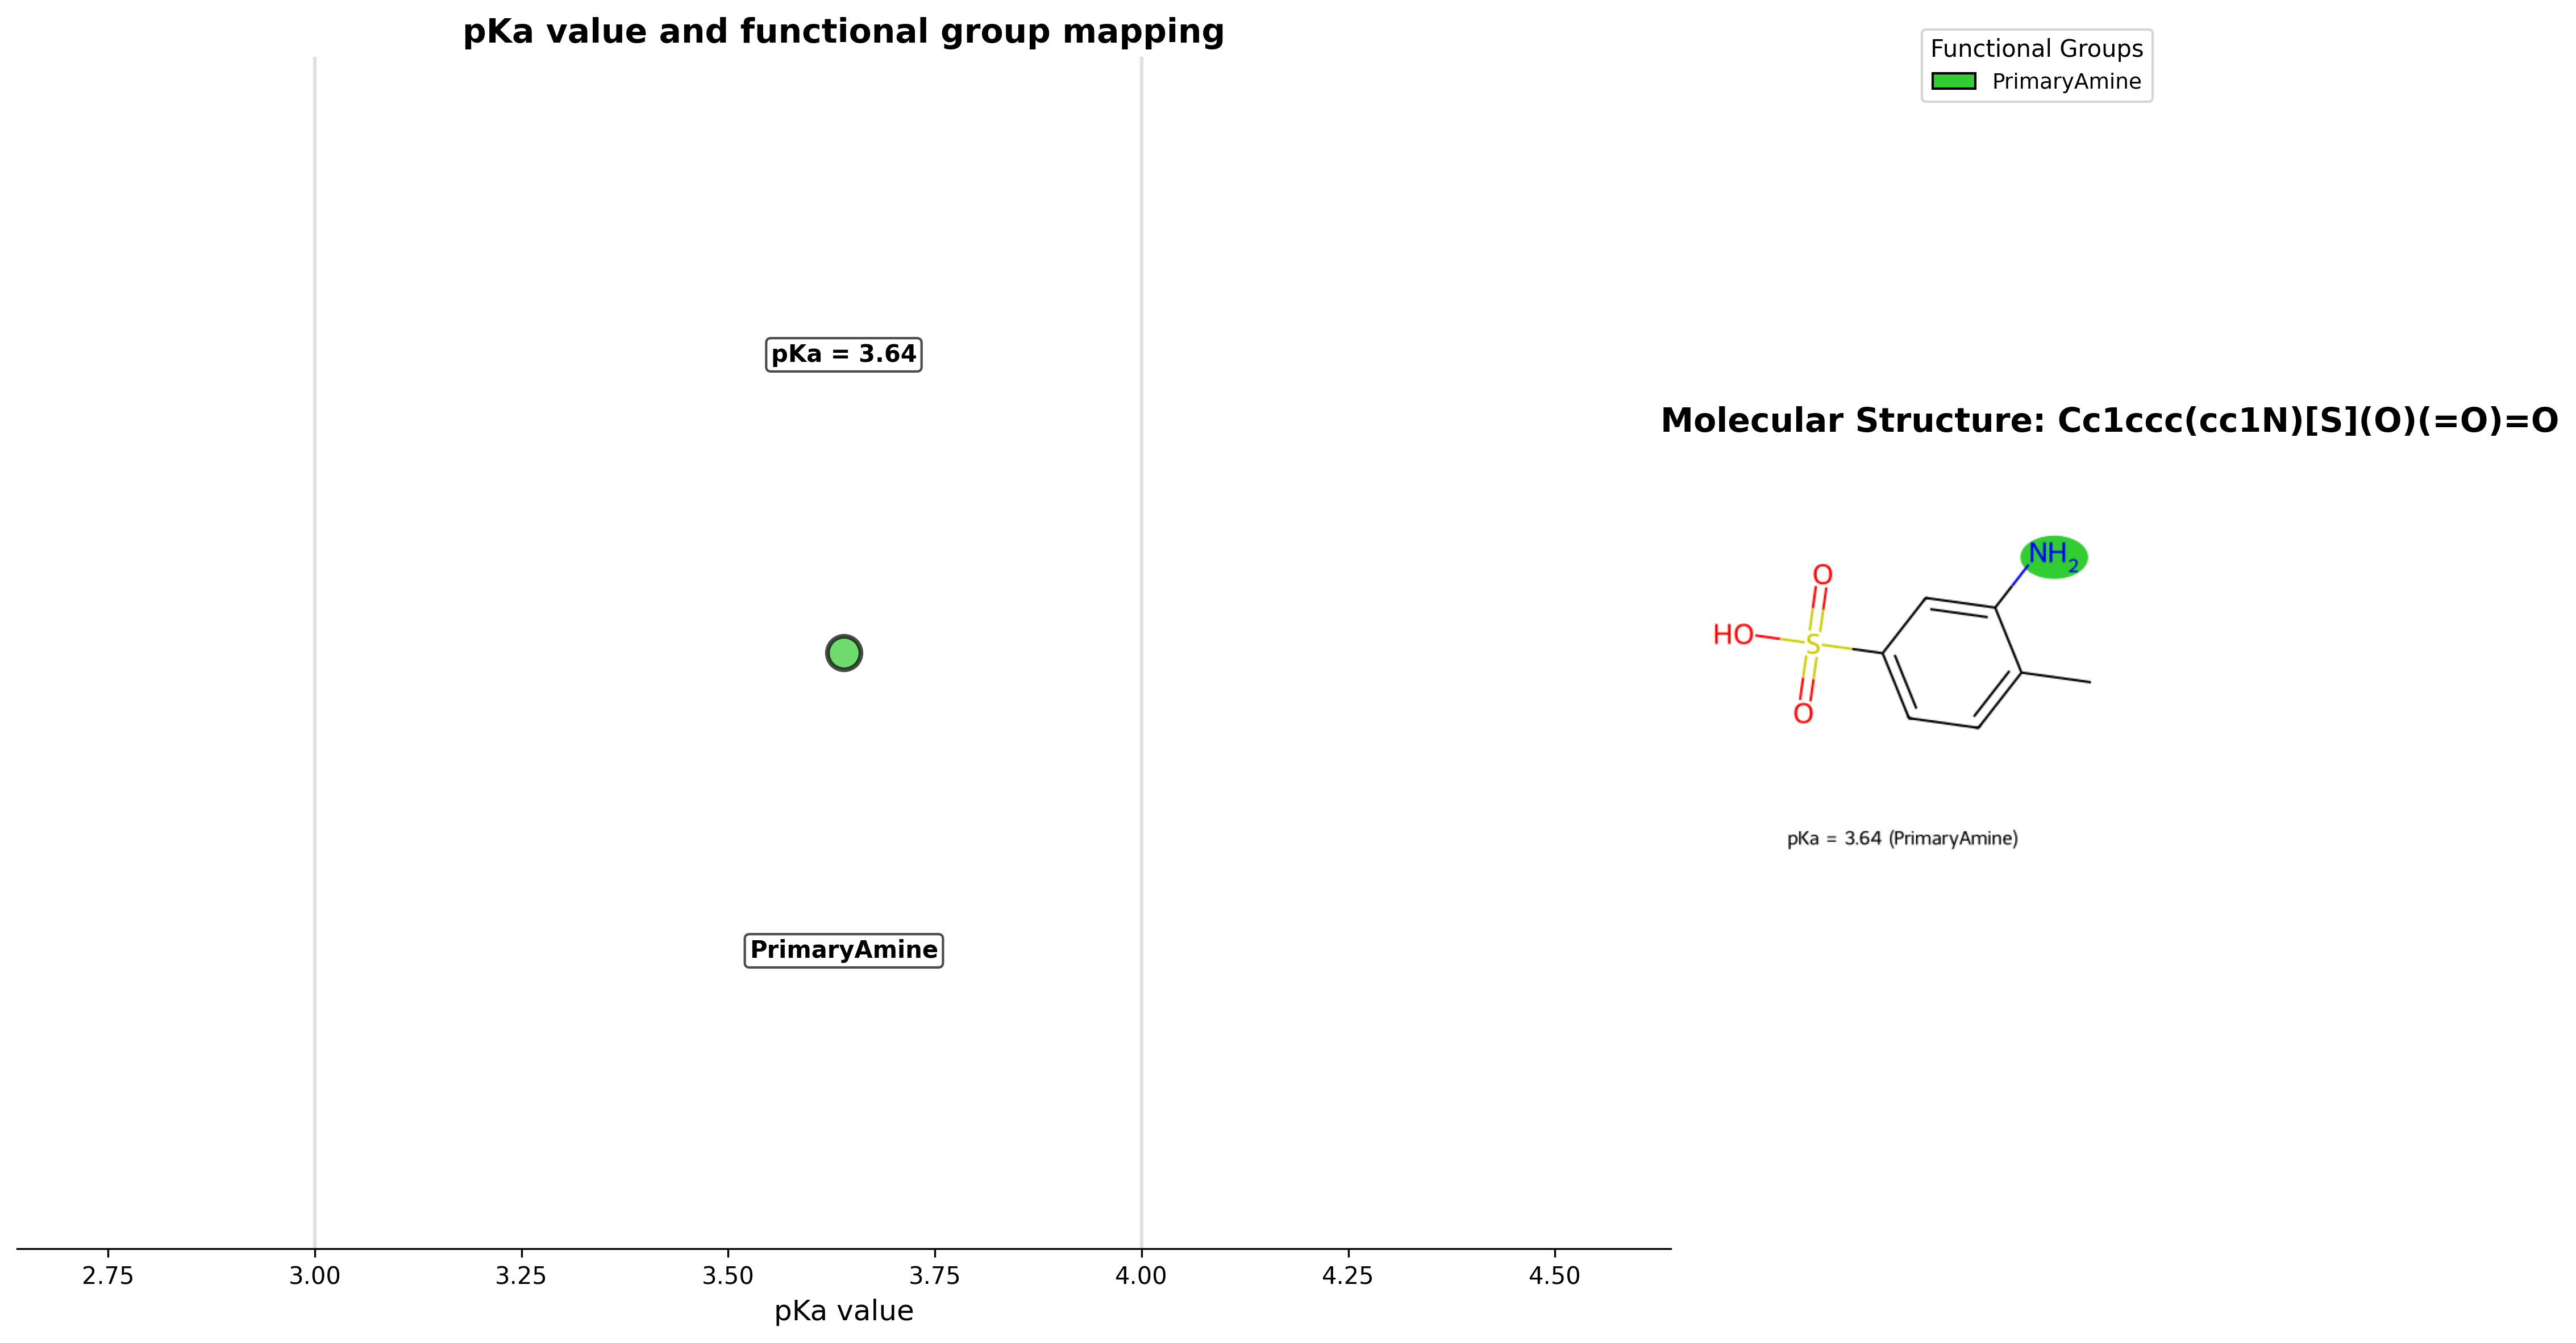 pKa value and functional group mapping
pKa = 3.64
PrimaryAmine
2.75 3.00 3.25 3.50 3.75 4.00 4.25 4.50
pKa value
Functional Groups
PrimaryAmine
Molecular Structure: Cc1ccc(cc1N)[S](O)(=O)=O
NH2
O
HO
S
O
pKa = 3.64 (PrimaryAmine)